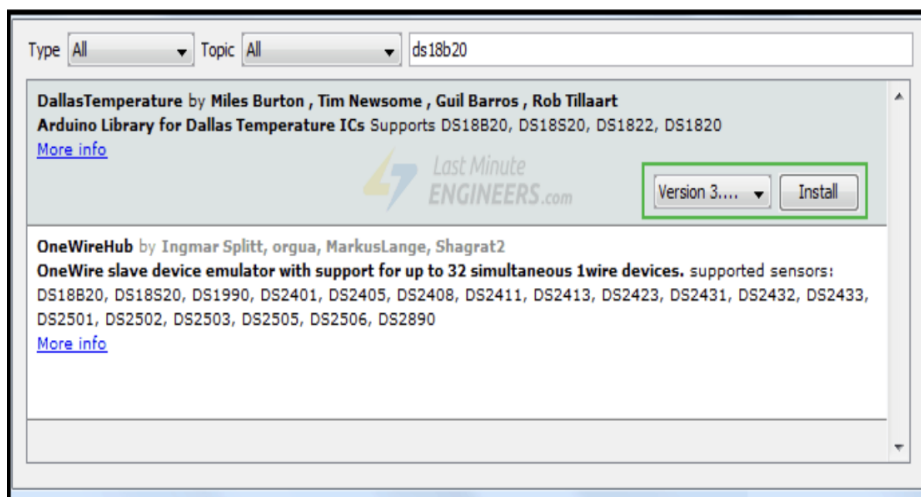 Type All Topic All ds18b20
DallasTemperature by Miles Burton , Tim Newsome , Guil Barros , Rob Tillaart
Arduino Library for Dallas Temperature ICs Supports DS18B20, DS18S20, DS1822, DS1820
More info
Last Minute
ENGINEERS.com
Version 3.... Install
OneWireHub by Ingmar Splitt, orgua, MarkusLange, Shagrat2
OneWire slave device emulator with support for up to 32 simultaneous 1wire devices. supported sensors:
DS18B20, DS18S20, DS1990, DS2401, DS2405, DS2408, DS2411, DS2413, DS2423, DS2431, DS2432, DS2433,
DS2501, DS2502, DS2503, DS2505, DS2506, DS2890
More info